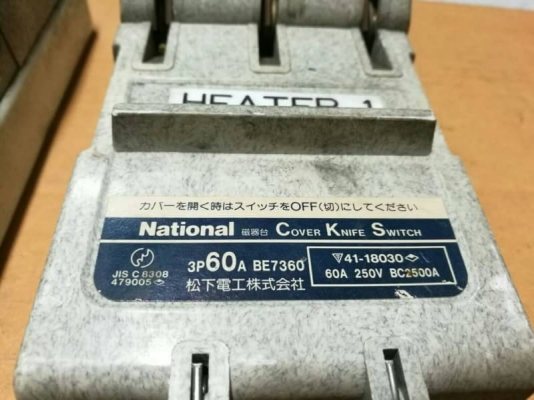 HEATER 1
カバーを開く時はスイッチをOFF(切)にしてください
National 磁器台 COVER KNIFE SWITCH
JIS C 8308
479005
3P60A BE7360
松下電工株式会社
41-18030
60A 250V BC2500A